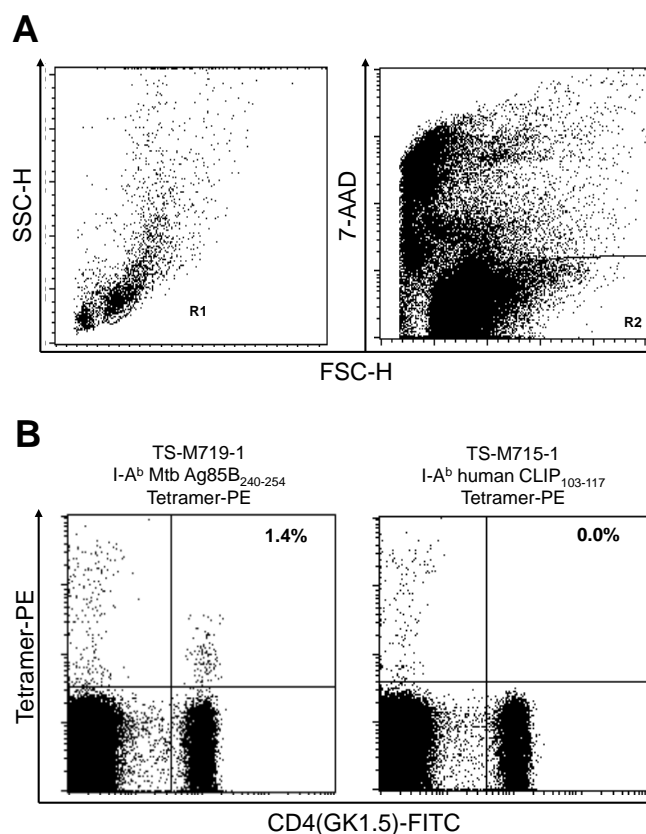 A
SSC-H
R1
7-AAD
R2
FSC-H
B
TS-M719-1
I-Aᵇ Mtb Ag85B₂₄₀₋₂₅₄
Tetramer-PE
TS-M715-1
I-Aᵇ human CLIP₁₀₃₋₁₁₇
Tetramer-PE
Tetramer-PE
1.4%
0.0%
CD4(GK1.5)-FITC